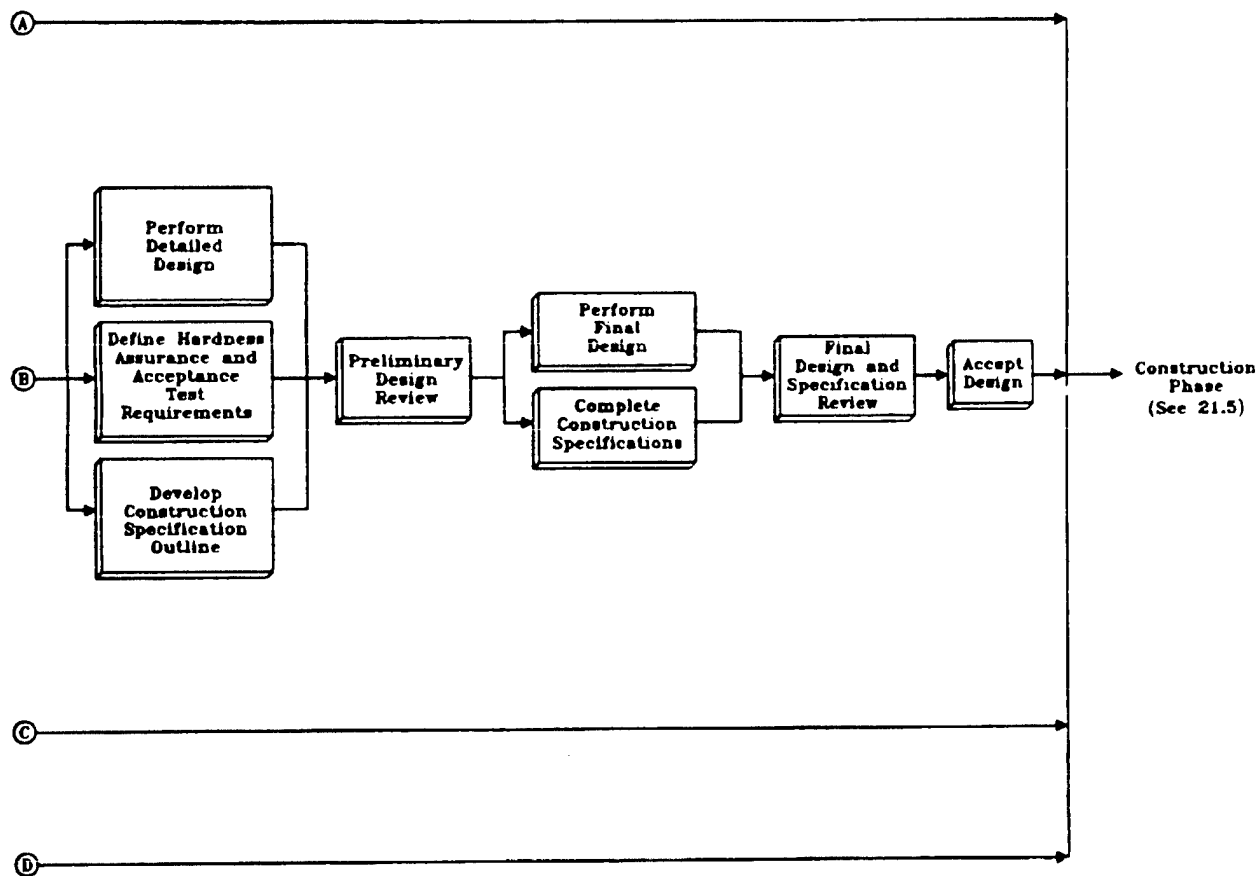 A
Perform
Detailed
Design
B
Define Hardness
Assurance and
Acceptance
Test
Requirements
Develop
Construction
Specification
Outline
Preliminary
Design
Review
Perform
Final
Design
Complete
Construction
Specifications
Final
Design and
Specification
Review
Accept
Design
Construction
Phase
(See 21.5)
C
D